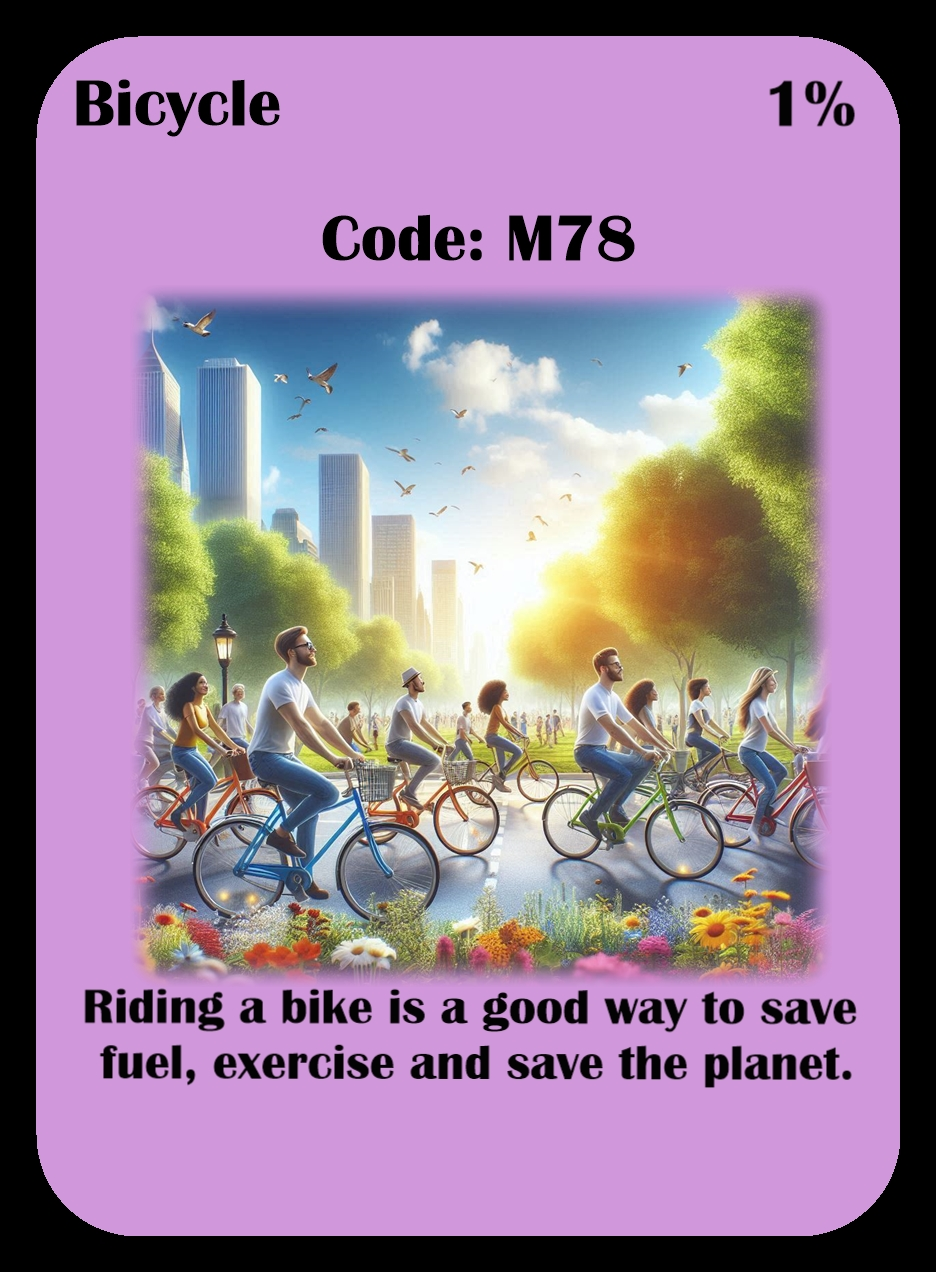 Bicycle 1%
Code: M78
Riding a bike is a good way to save
fuel, exercise and save the planet.